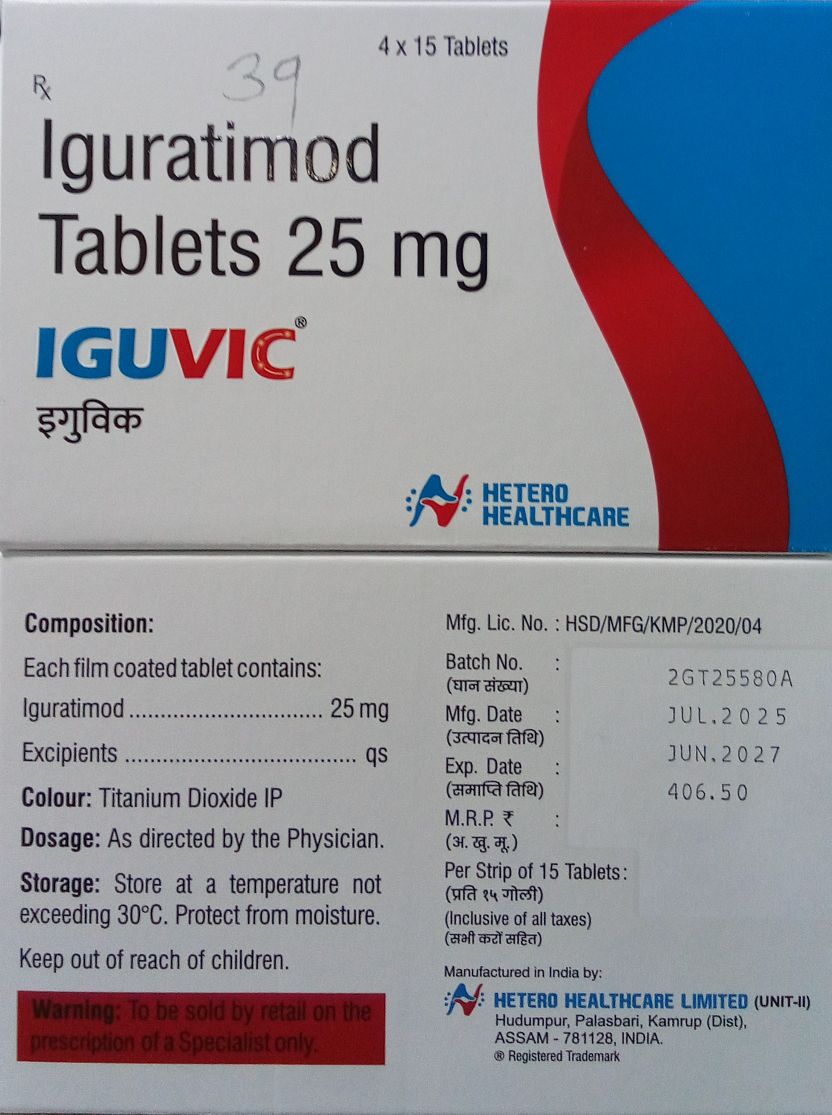 4 x 15 Tablets
39
Rx
Iguratimod
Tablets 25 mg
IGUVIC®
इगुविक
HETERO
HEALTHCARE
Composition:
Each film coated tablet contains:
Iguratimod .............................. 25 mg
Excipients .................................... qs
Colour: Titanium Dioxide IP
Dosage: As directed by the Physician.
Storage: Store at a temperature not
exceeding 30°C. Protect from moisture.
Keep out of reach of children.
Warning: To be sold by retail on the
prescription of a Specialist only.
Mfg. Lic. No. : HSD/MFG/KMP/2020/04
Batch No. : 2GT25580A
(घान संख्या)
Mfg. Date : JUL.2025
(उत्पादन तिथि)
Exp. Date : JUN.2027
(समाप्ति तिथि)
M.R.P. ₹ : 406.50
(अ. खु. मू.)
Per Strip of 15 Tablets :
(प्रति १५ गोली)
(Inclusive of all taxes)
(सभी करों सहित)
Manufactured in India by:
HETERO HEALTHCARE LIMITED (UNIT-II)
Hudumpur, Palasbari, Kamrup (Dist),
ASSAM - 781128, INDIA.
® Registered Trademark